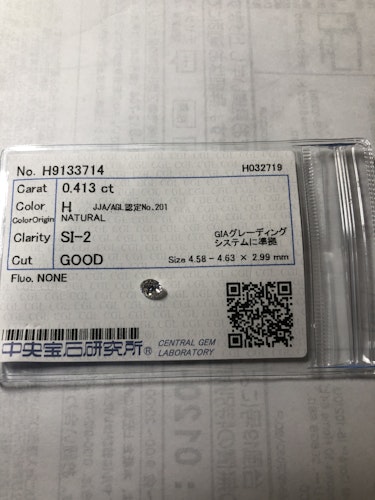 No. H9133714
H032719
Carat 0.413 ct
Color H JJA/AGL認定No.201
ColorOrigin NATURAL
Clarity SI-2 GIAグレーディング
システムに準拠
Cut GOOD Size 4.58 - 4.63 × 2.99 mm
Fluo. NONE
中央宝石研究所® CENTRAL GEM
LABORATORY